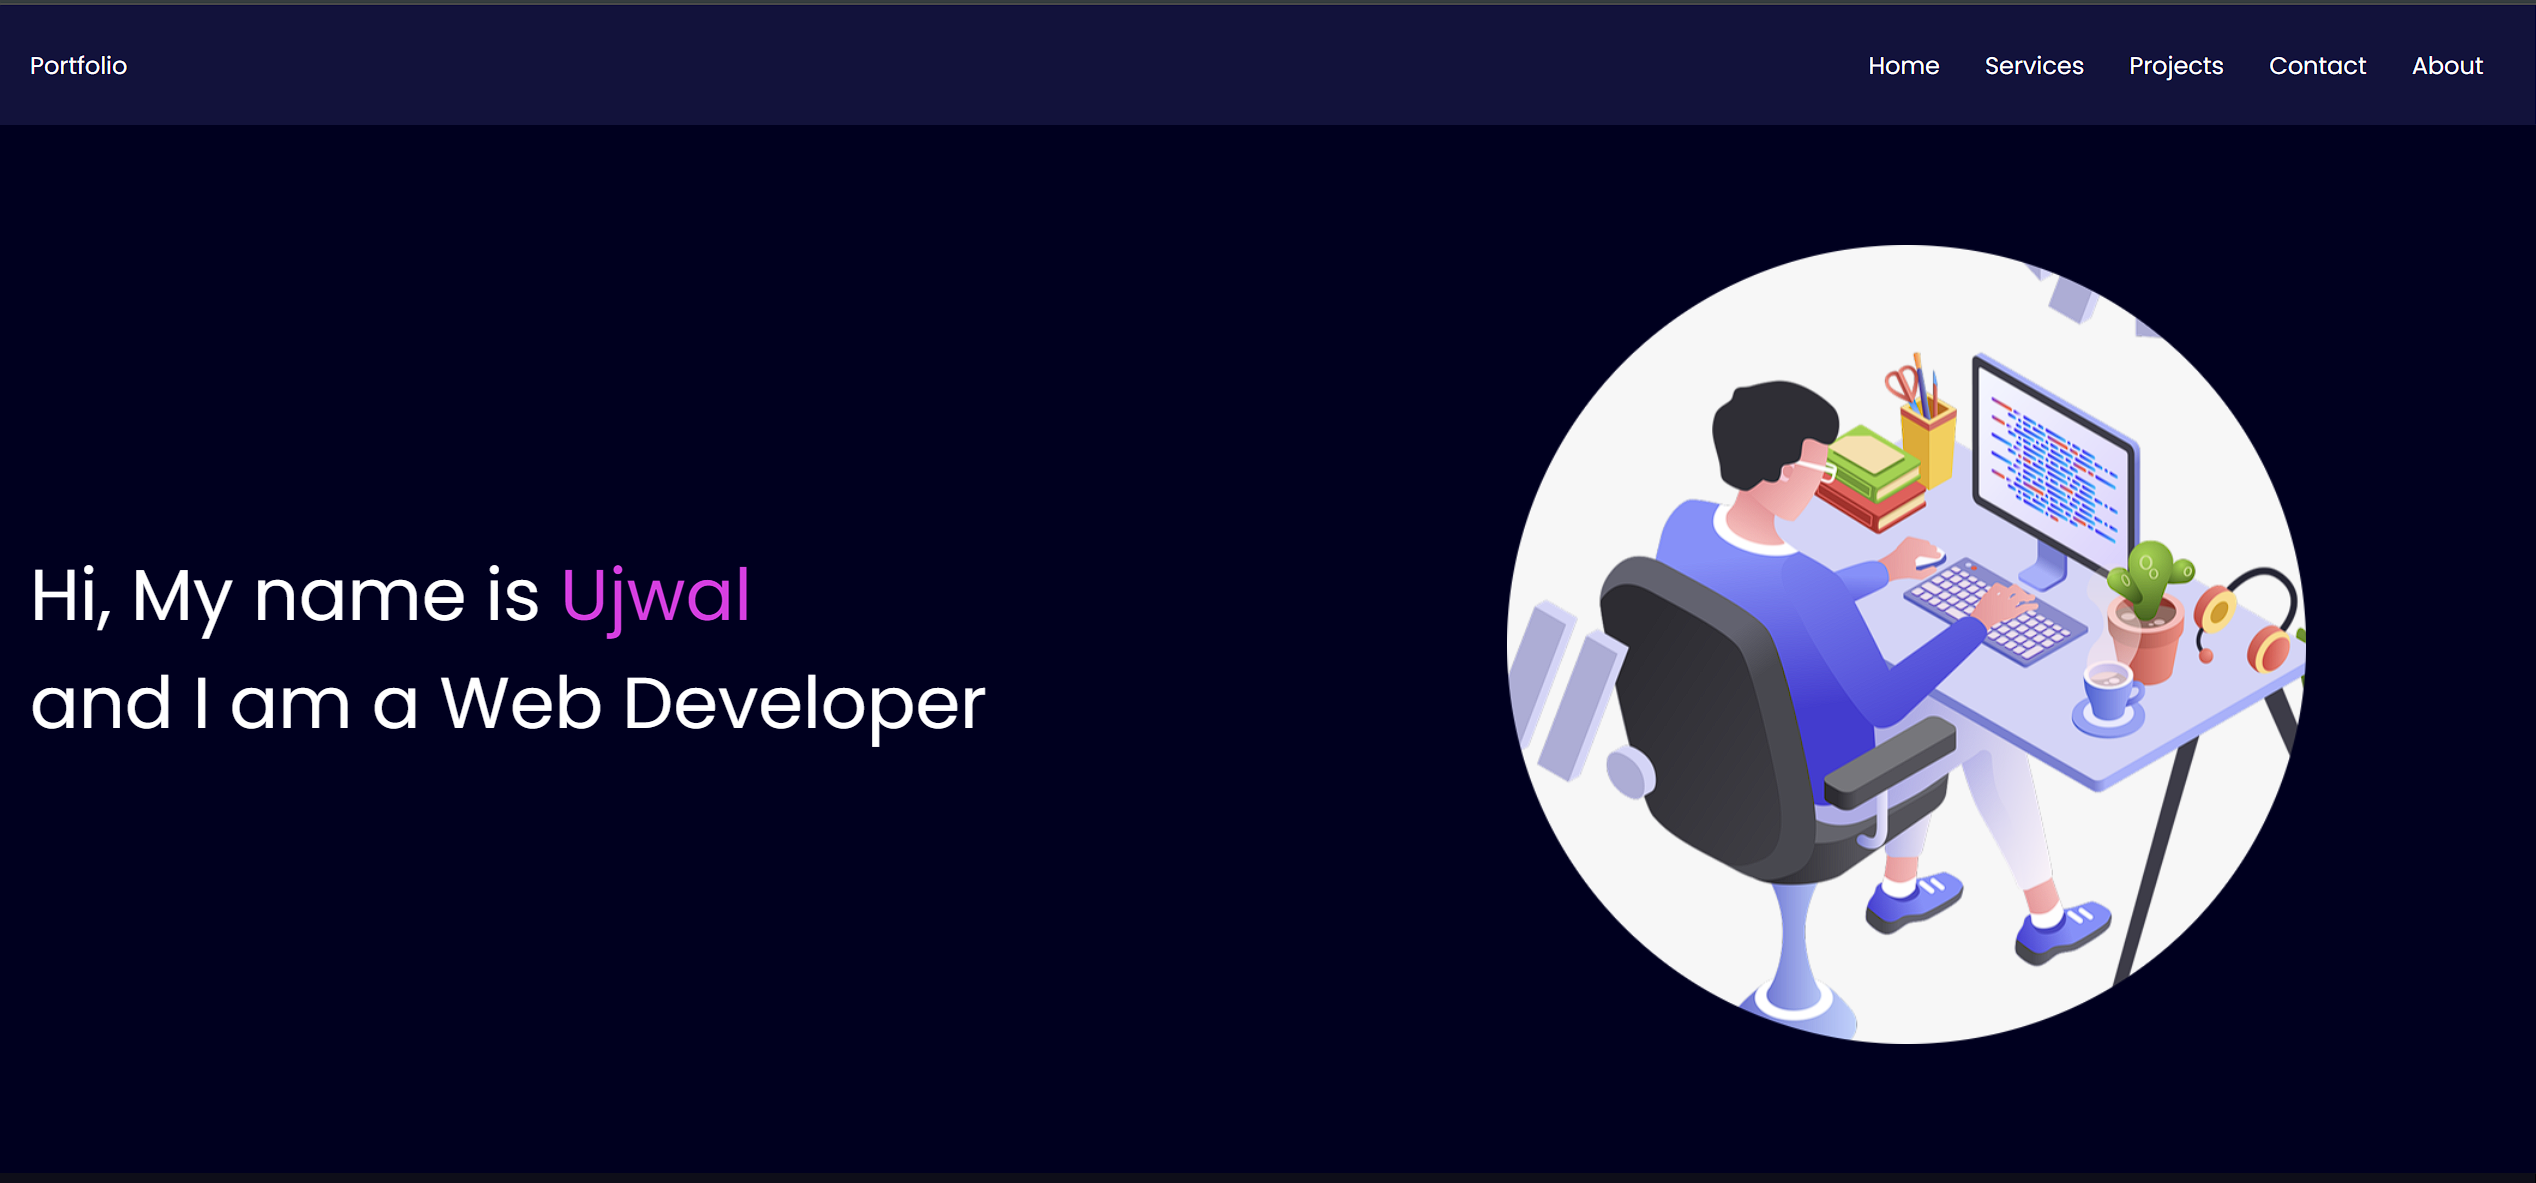 Portfolio
Home Services Projects Contact About
Hi, My name is Ujwal
and I am a Web Developer